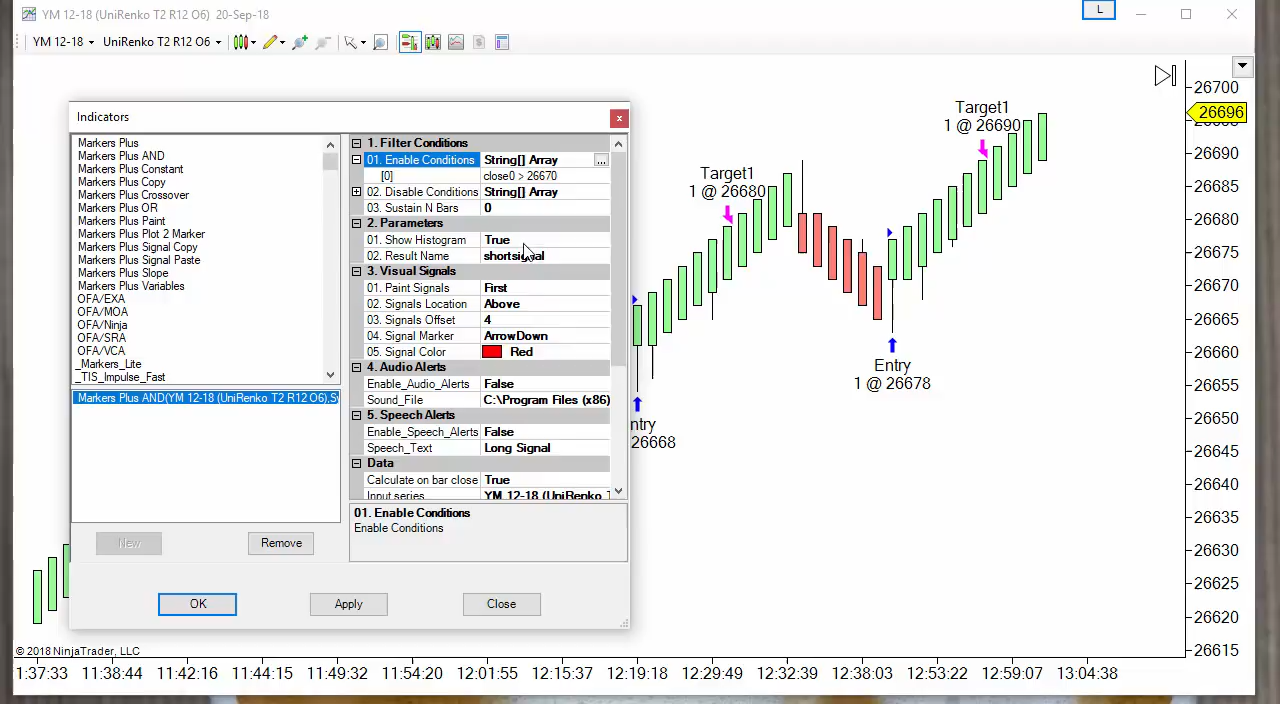 YM 12-18 (UniRenko T2 R12 O6)  20-Sep-18
L
YM 12-18
UniRenko T2 R12 O6
Indicators
x
Markers Plus
Markers Plus AND
Markers Plus Constant
Markers Plus Copy
Markers Plus Crossover
Markers Plus OR
Markers Plus Paint
Markers Plus Plot 2 Marker
Markers Plus Signal Copy
Markers Plus Signal Paste
Markers Plus Slope
Markers Plus Variables
OFA/EXA
OFA/MOA
OFA/Ninja
OFA/SRA
OFA/VCA
_Markers_Lite
_TIS_Impulse_Fast
Markers Plus AND(YM 12-18 (UniRenko T2 R12 O6),S
New
Remove
1. Filter Conditions
01. Enable Conditions String[] Array ...
[0] close0 > 26670
02. Disable Conditions String[] Array
03. Sustain N Bars 0
2. Parameters
01. Show Histogram True
02. Result Name shortsignal
3. Visual Signals
01. Paint Signals First
02. Signals Location Above
03. Signals Offset 4
04. Signal Marker ArrowDown
05. Signal Color Red
4. Audio Alerts
Enable_Audio_Alerts False
Sound_File C:\Program Files (x86)
5. Speech Alerts
Enable_Speech_Alerts False
Speech_Text Long Signal
Data
Calculate on bar close True
Input series YM 12-18 (UniRenko T
01. Enable Conditions
Enable Conditions
OK
Apply
Close
Target1
1 @ 26680
Target1
1 @ 26690
ntry
26668
Entry
1 @ 26678
26700
26696
26690
26685
26680
26675
26670
26665
26660
26655
26650
26645
26640
26635
26630
26625
26620
26615
© 2018 NinjaTrader, LLC
1:37:33
11:38:44
11:42:16
11:44:15
11:49:32
11:54:60
12:01:55
12:15:37
12:19:18
12:29:49
12:32:39
12:38:03
12:53:22
12:59:07
13:04:38